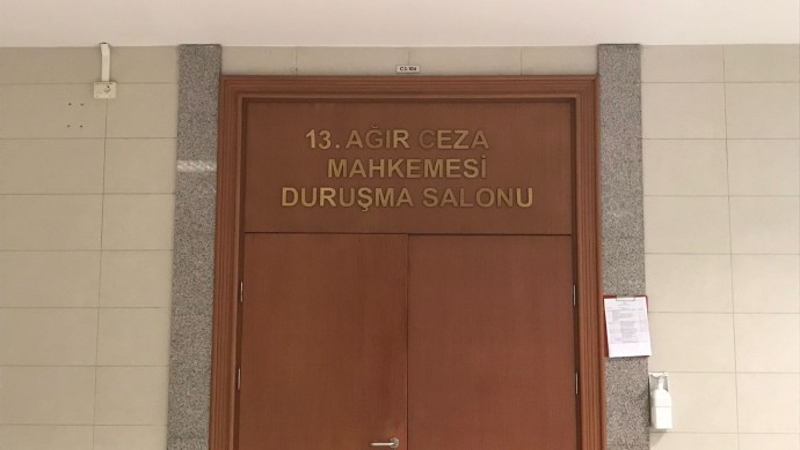 13. AĞIR CEZA
MAHKEMESİ
DURUŞMA SALONU